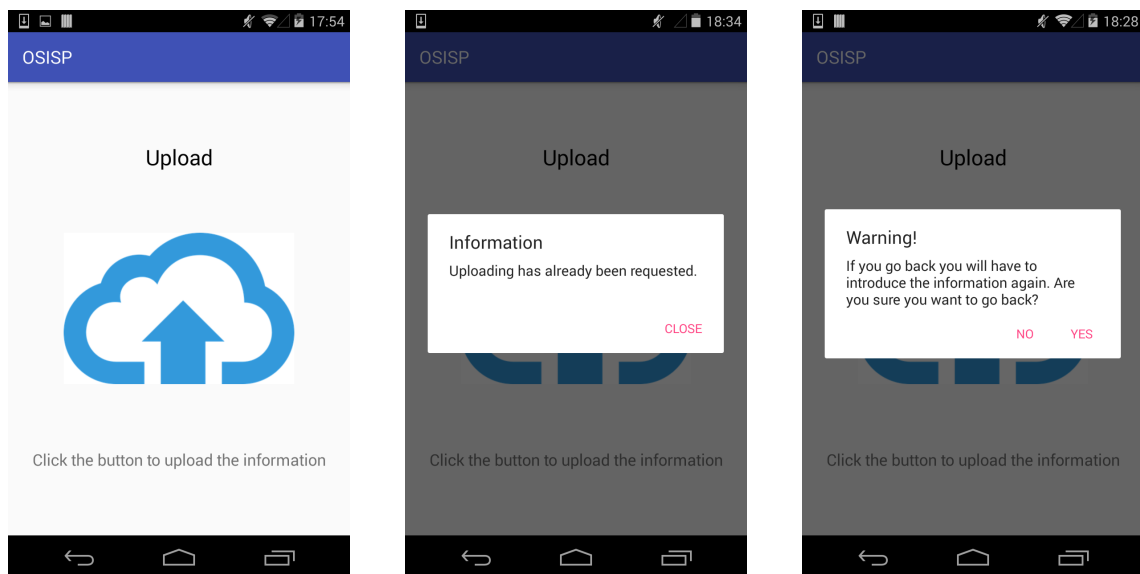 17:54
OSISP
Upload
Click the button to upload the information
18:34
OSISP
Upload
Information
Uploading has already been requested.
CLOSE
Click the button to upload the information
18:28
OSISP
Upload
Warning!
If you go back you will have to
introduce the information again. Are
you sure you want to go back?
NO YES
Click the button to upload the information